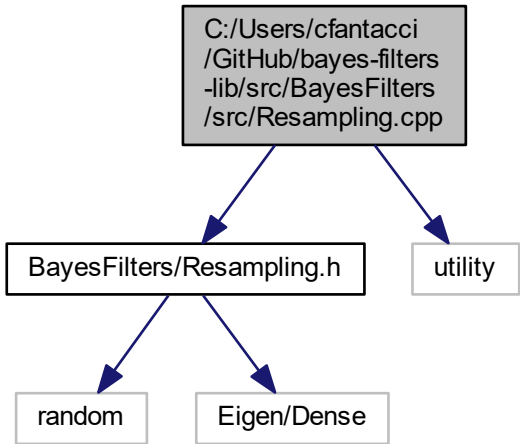 C:/Users/cfantacci
/GitHub/bayes-filters
-lib/src/BayesFilters
/src/Resampling.cpp
BayesFilters/Resampling.h
utility
random
Eigen/Dense